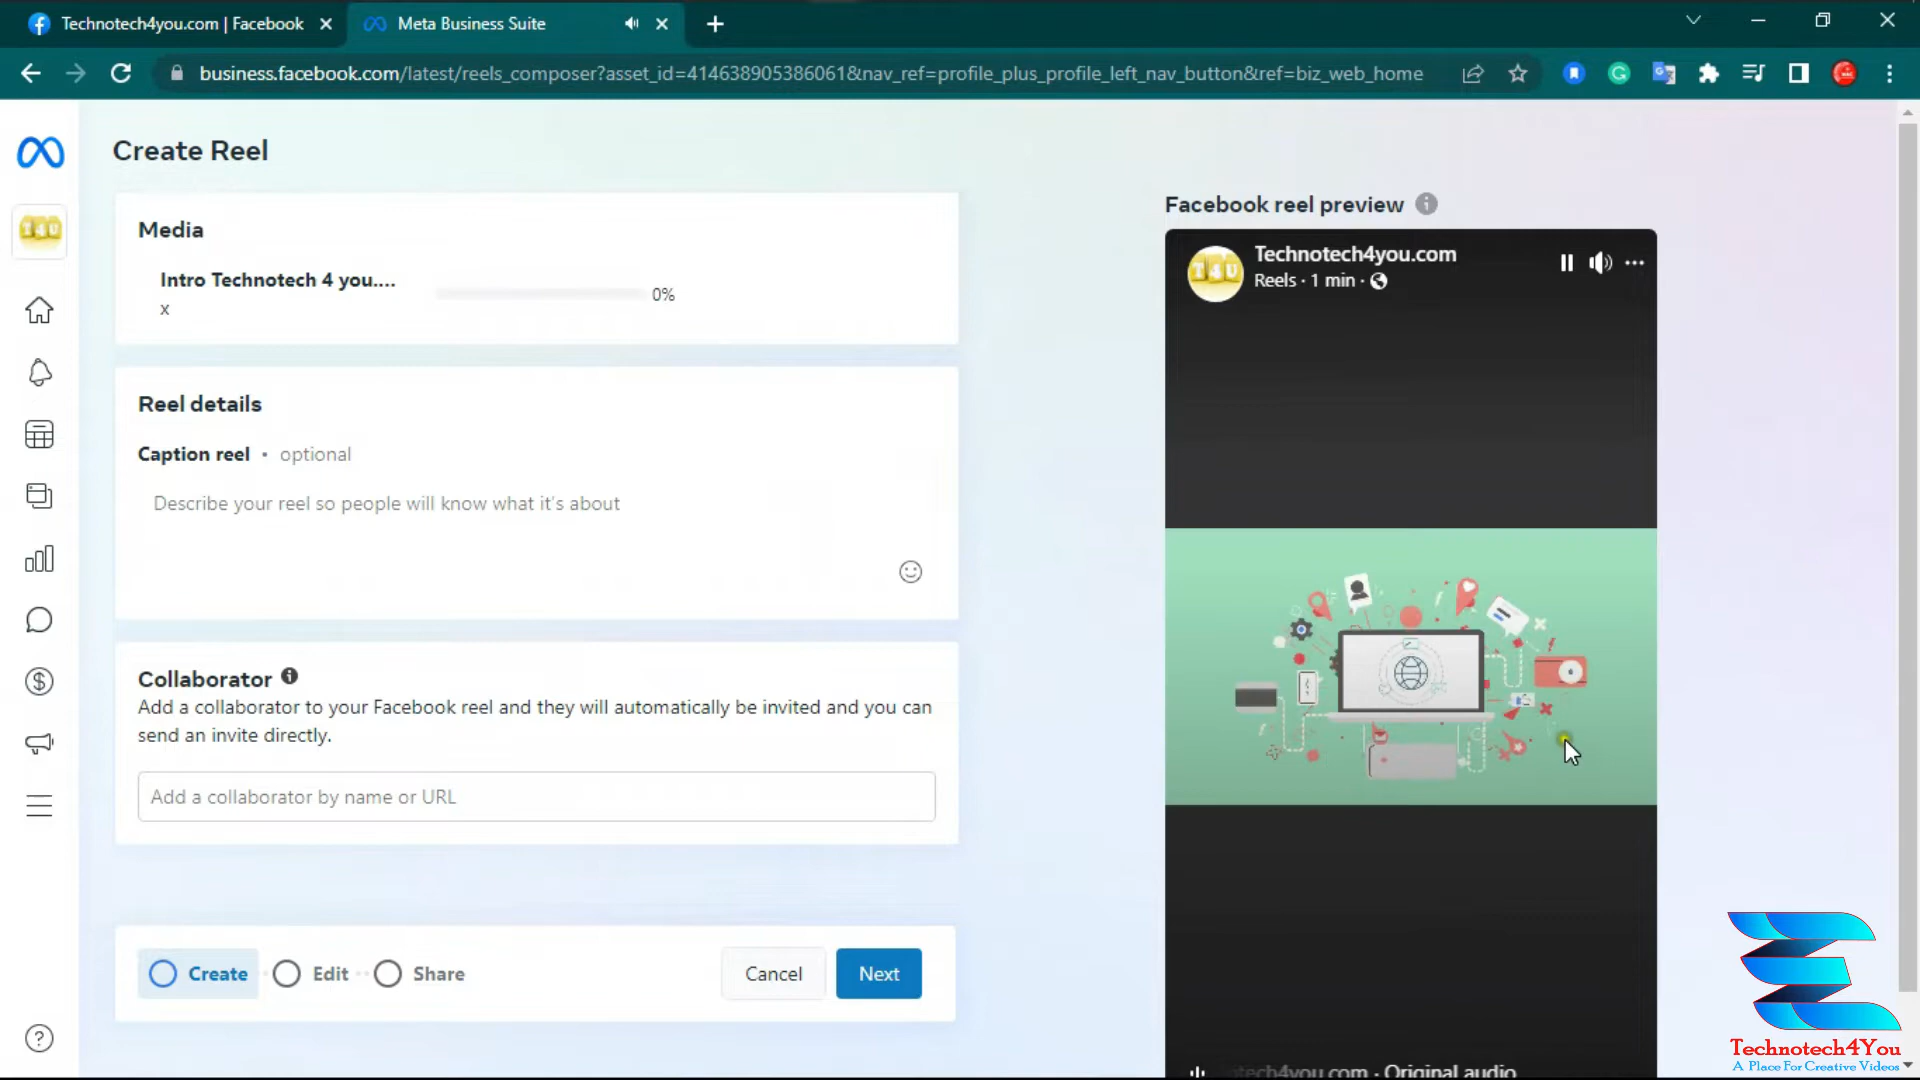 Technotech4you.com | Facebook
Meta Business Suite
business.facebook.com/latest/reels_composer?asset_id=414638905386061&nav_ref=profile_plus_profile_left_nav_button&ref=biz_web_home
Create Reel
T4U
Media
Intro Technotech 4 you....
x
0%
Reel details
Caption reel • optional
Describe your reel so people will know what it's about
Collaborator
Add a collaborator to your Facebook reel and they will automatically be invited and you can
send an invite directly.
Add a collaborator by name or URL
Create
Edit
Share
Cancel
Next
Facebook reel preview
T4U
Technotech4you.com
Reels · 1 min ·
techn4you.com · Original audio
Technotech4You
A Place For Creative Videos